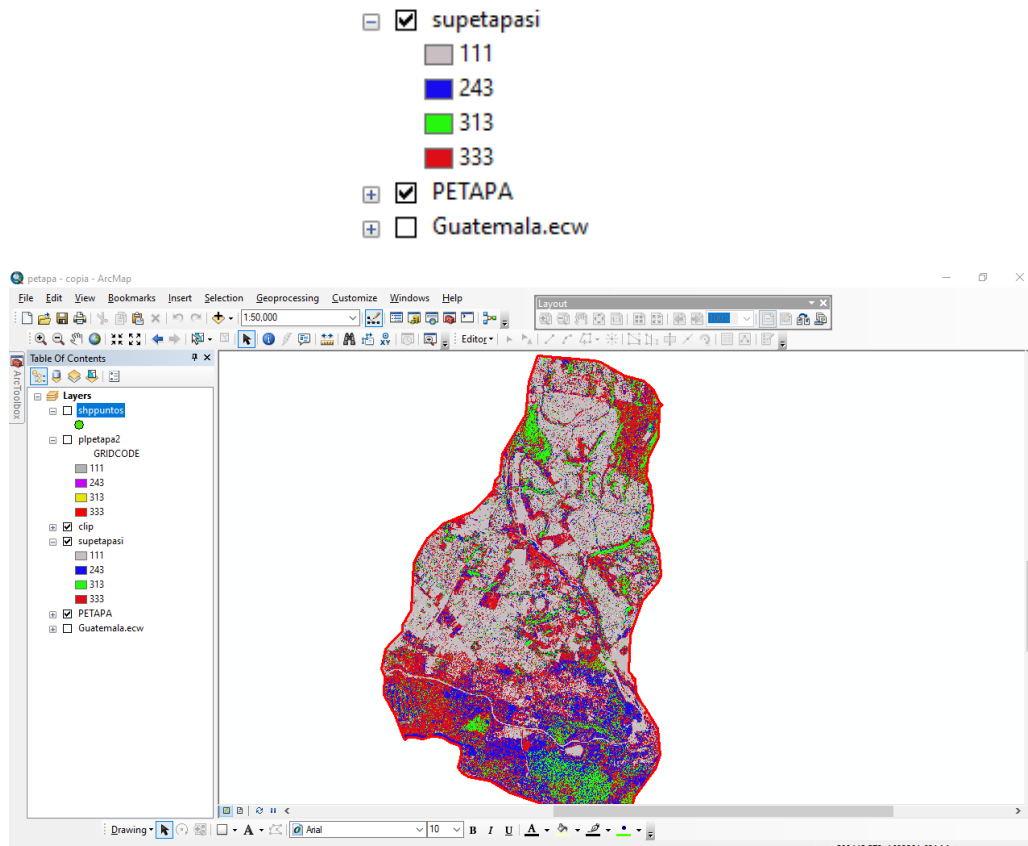 supetapasi
111
243
313
333
PETAPA
Guatemala.ecw
petapa - copia - ArcMap
File Edit View Bookmarks Insert Selection Geoprocessing Customize Windows Help
Layout
1:50,000
Editor
Table Of Contents
ArcToolbox
Layers
shppuntos
plpetapa2
GRIDCODE
111
243
313
333
clip
supetapasi
111
243
313
333
PETAPA
Guatemala.ecw
Drawing A Arial 10 B I U A